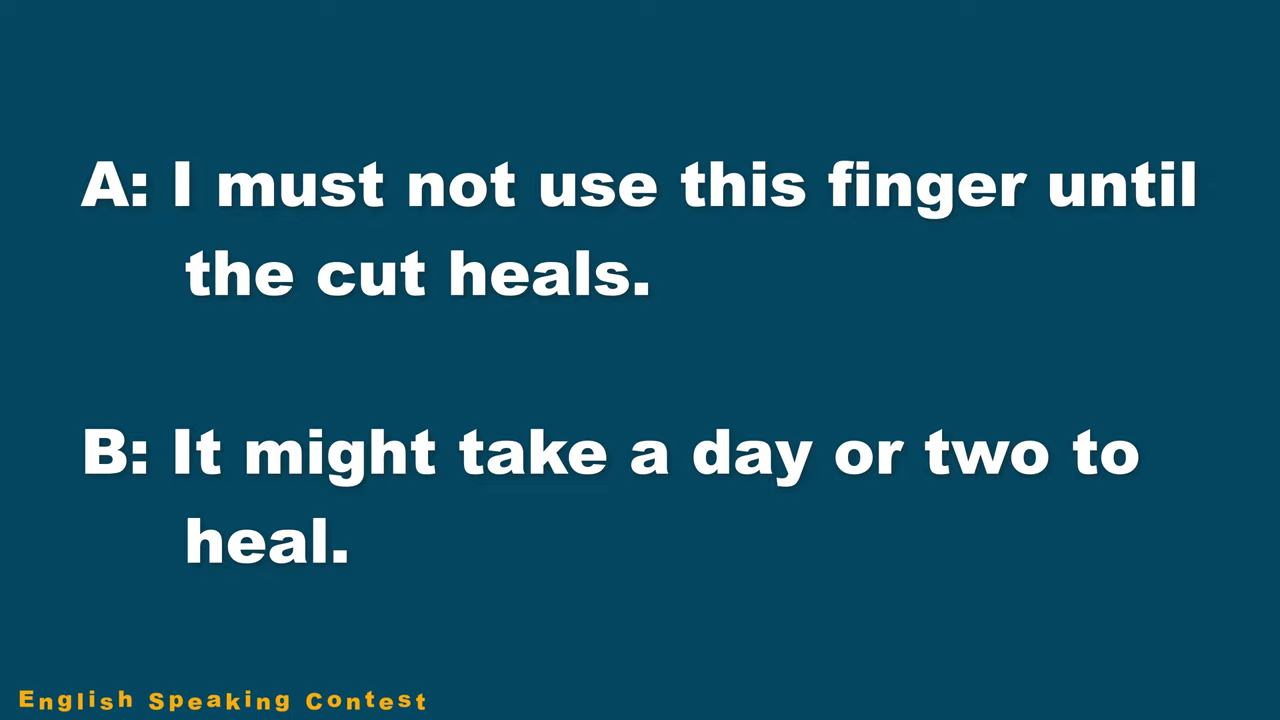 A: I must not use this finger until
the cut heals.
B: It might take a day or two to
heal.
English Speaking Contest